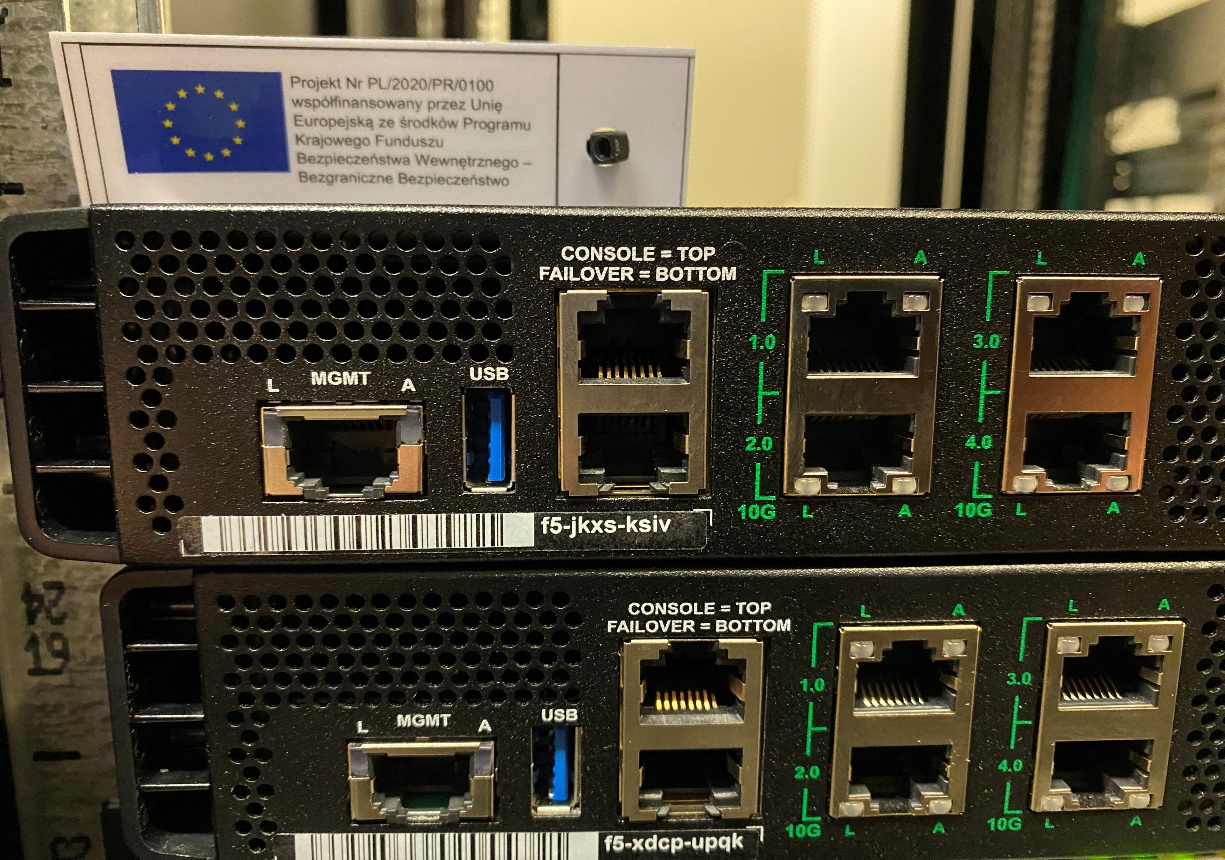 Projekt Nr PL/2020/PR/0100
współfinansowany przez Unię
Europejską ze środków Programu
Krajowego Funduszu
Bezpieczeństwa Wewnętrznego –
Bezgraniczne Bezpieczeństwo
CONSOLE = TOP
FAILOVER = BOTTOM
L MGMT A
USB
L A
1.0
2.0
10G
L A
L A
3.0
4.0
10G
L A
f5-jkxs-ksiv
CONSOLE = TOP
FAILOVER = BOTTOM
L MGMT A
USB
L A
1.0
2.0
10G
L A
L A
3.0
4.0
10G
L A
f5-xdcp-upqk
19